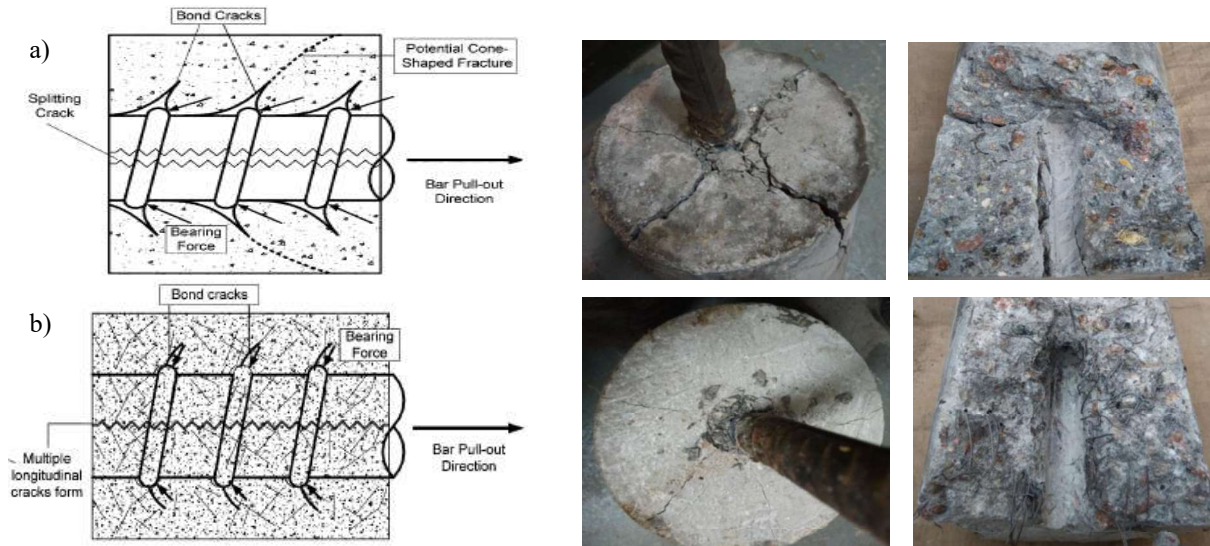 a)
Bond Cracks
Potential Cone-
Shaped Fracture
Splitting
Crack
Bar Pull-out
Direction
Bearing
Force
b)
Bond cracks
Bearing
Force
Multiple
longitudinal
cracks form
Bar Pull-out
Direction